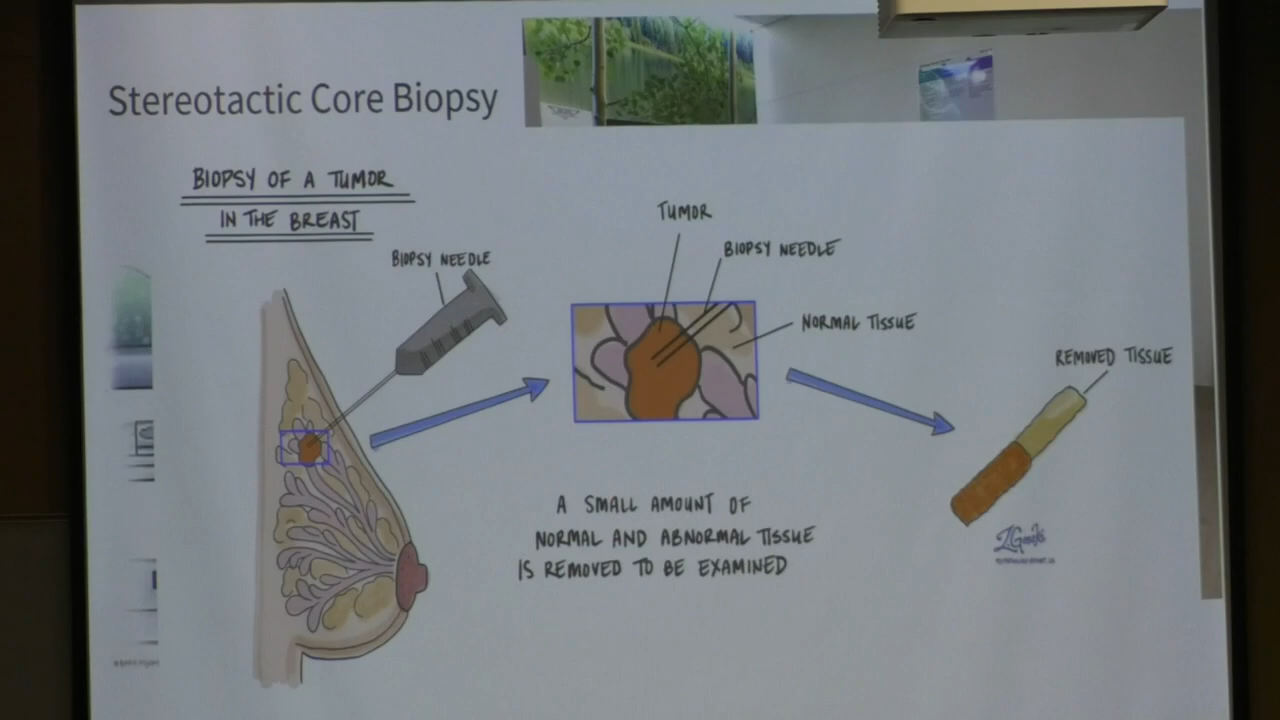 Stereotactic Core Biopsy
BIOPSY OF A TUMOR
IN THE BREAST
BIOPSY NEEDLE
TUMOR
BIOPSY NEEDLE
NORMAL TISSUE
REMOVED TISSUE
A SMALL AMOUNT OF
NORMAL AND ABNORMAL TISSUE
IS REMOVED TO BE EXAMINED